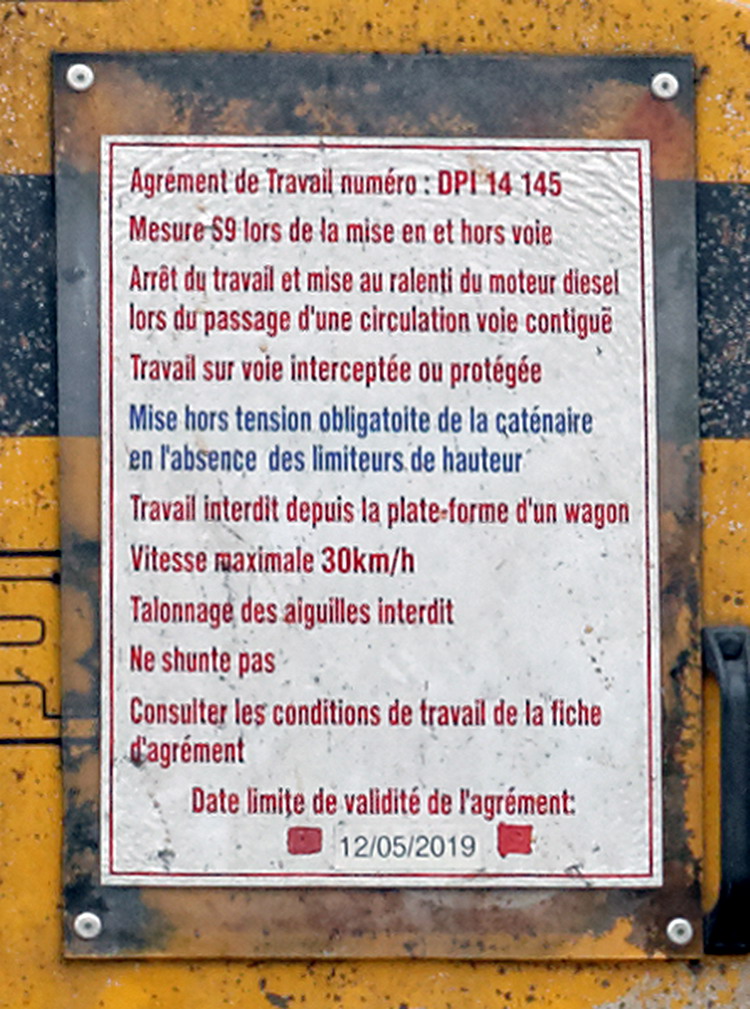 Agrément de Travail numéro : DPI 14 145
Mesure S9 lors de la mise en et hors voie
Arrêt du travail et mise au ralenti du moteur diesel
lors du passage d'une circulation voie contiguë
Travail sur voie interceptée ou protégée
Mise hors tension obligatoite de la caténaire
en l'absence des limiteurs de hauteur
Travail interdit depuis la plate-forme d'un wagon
Vitesse maximale 30km/h
Talonnage des aiguilles interdit
Ne shunte pas
Consulter les conditions de travail de la fiche
d'agrément
Date limite de validité de l'agrément:
12/05/2019